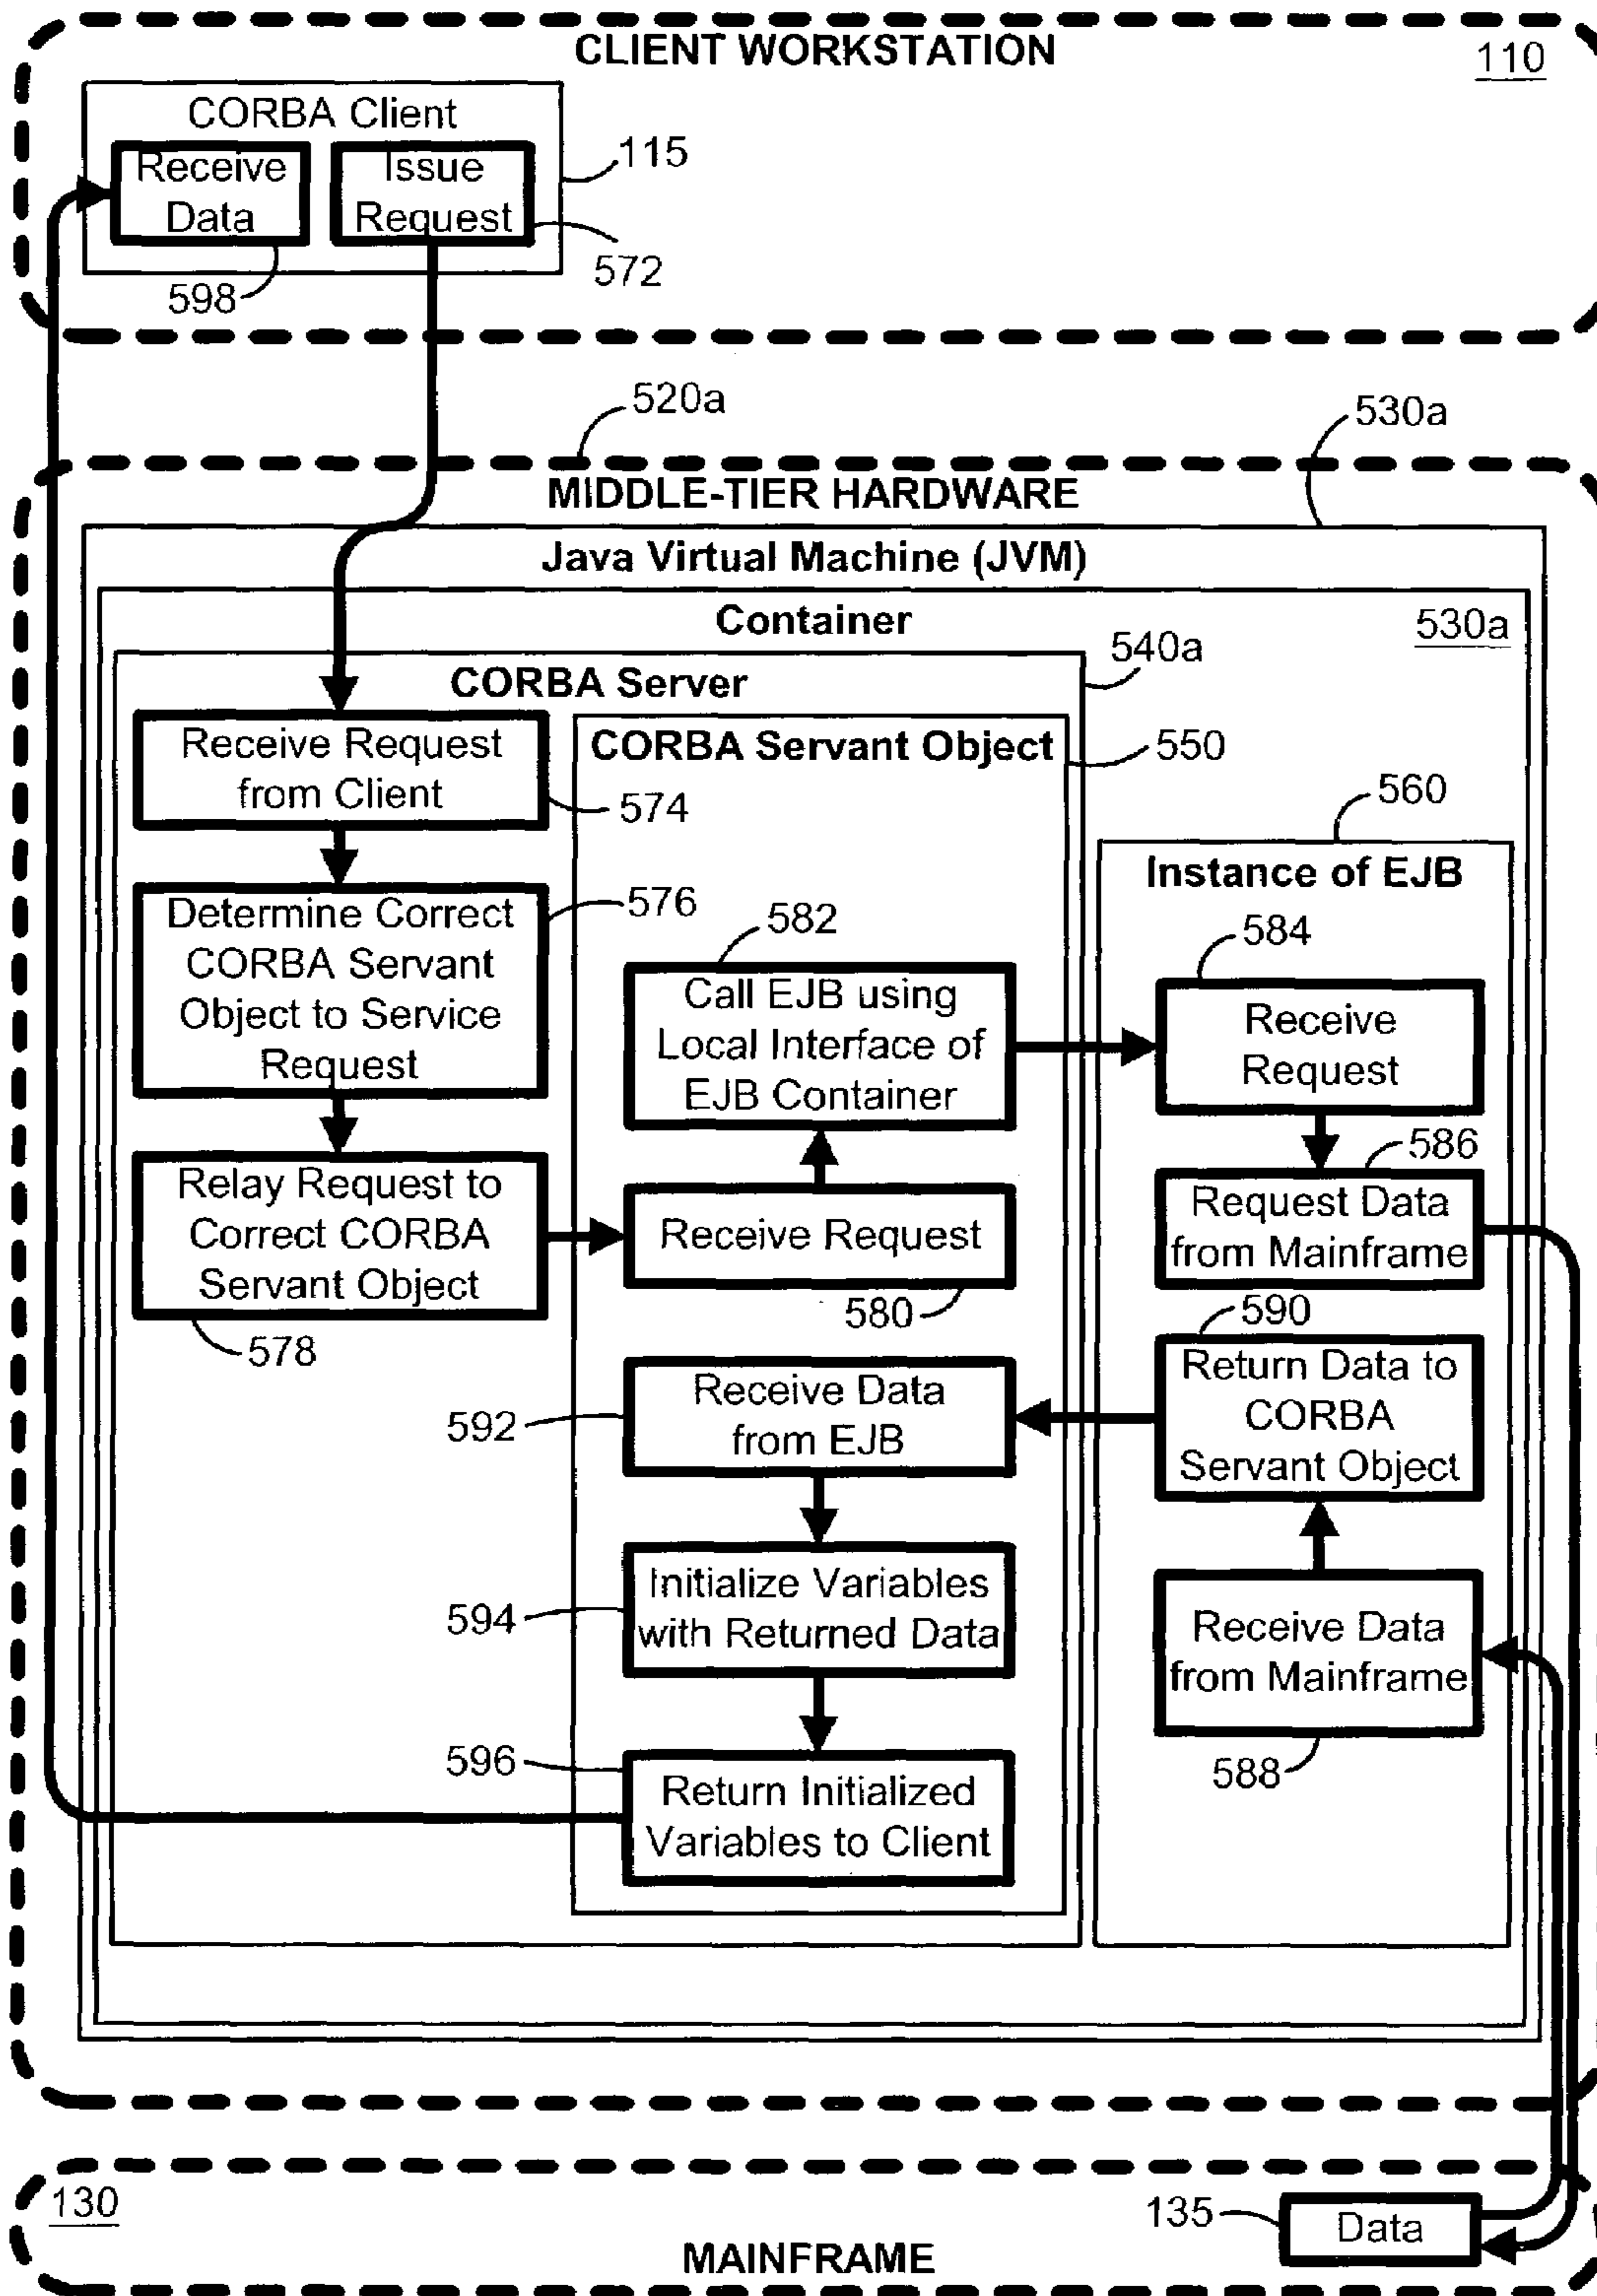 CLIENT WORKSTATION
110
CORBA Client
Receive
Data
Issue
Request
115
572
598
520a
530a
MIDDLE-TIER HARDWARE
Java Virtual Machine (JVM)
Container
530a
540a
CORBA Server
Receive Request
from Client
574
CORBA Servant Object
550
560
Determine Correct
CORBA Servant
Object to Service
Request
576
582
Call EJB using
Local Interface of
EJB Container
Instance of EJB
584
Receive
Request
586
Relay Request to
Correct CORBA
Servant Object
578
Receive Request
580
Request Data
from Mainframe
590
Return Data to
CORBA
Servant Object
592
Receive Data
from EJB
594
Initialize Variables
with Returned Data
Receive Data
from Mainframe
588
596
Return Initialized
Variables to Client
130
135
Data
MAINFRAME